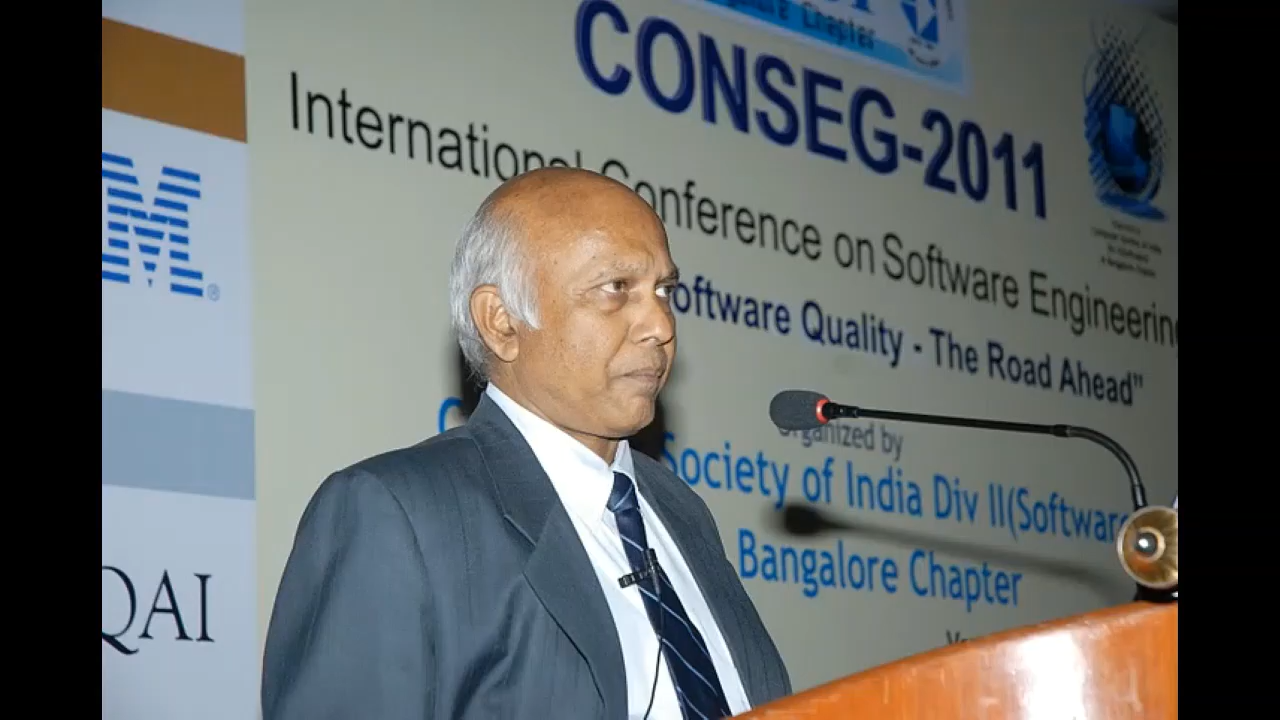 Chapter
CONSEG-2011
International Conference on Software Engineering
oftware Quality - The Road Ahead"
Organized by
Society of India Div II(Software
Bangalore Chapter
M®
QAI